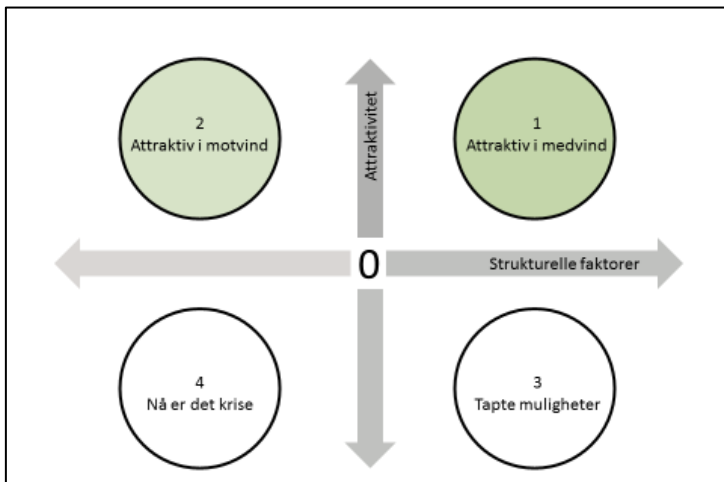 2
Attraktiv i motvind
Attraktivitet
1
Attraktiv i medvind
0
Strukturelle faktorer
4
Nå er det krise
3
Tapte muligheter